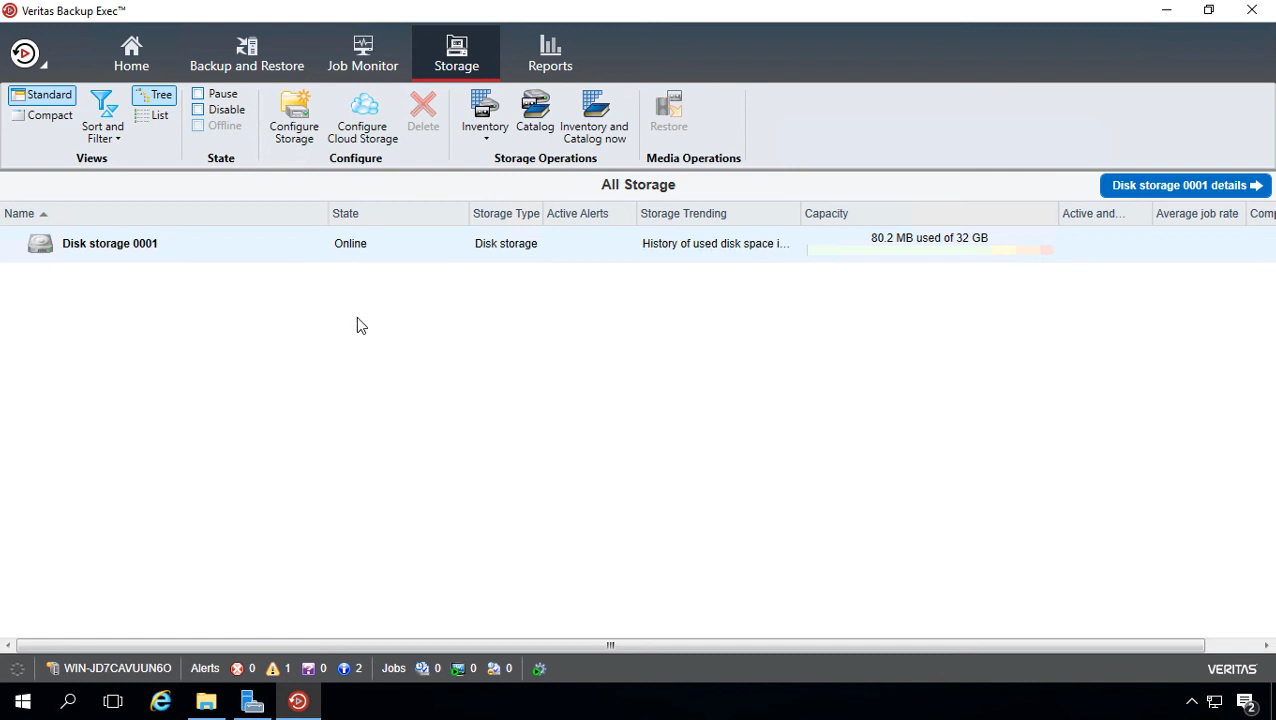 Veritas Backup Exec™
Home
Backup and Restore
Job Monitor
Storage
Reports
Standard
Compact
Sort and
Filter
Tree
List
Views
Pause
Disable
Offline
State
Configure
Storage
Configure
Cloud Storage
Delete
Configure
Inventory
Catalog
Inventory and
Catalog now
Storage Operations
Restore
Media Operations
All Storage
Disk storage 0001 details
Name State Storage Type Active Alerts Storage Trending Capacity Active and... Average job rate Comp
Disk storage 0001 Online Disk storage History of used disk space i... 80.2 MB used of 32 GB
WIN-JD7CAVUUN6O Alerts 0 1 0 2 Jobs 0 0 0 VERITAS
2